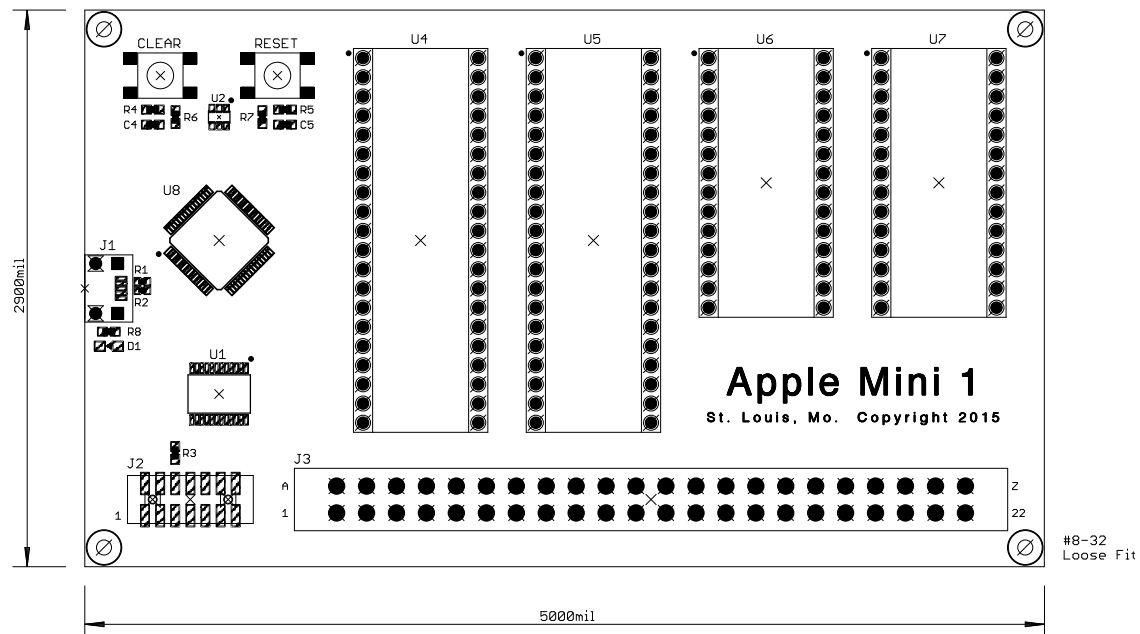 CLEAR
RESET
U4
U5
U6
U7
R4
U2
R5
C4
R6
R7
C5
U8
J1
R1
R2
R8
D1
U1
2900mil
Apple Mini 1
St. Louis, Mo. Copyright 2015
R3
J2
J3
A
Z
1
1
22
#8-32
Loose Fit
5000mil